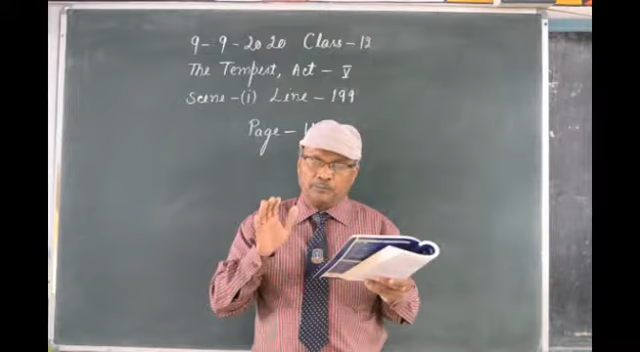 9-9-2020 Class-12
The Tempest, Act-V
Scene-(i) Line-199
Page-